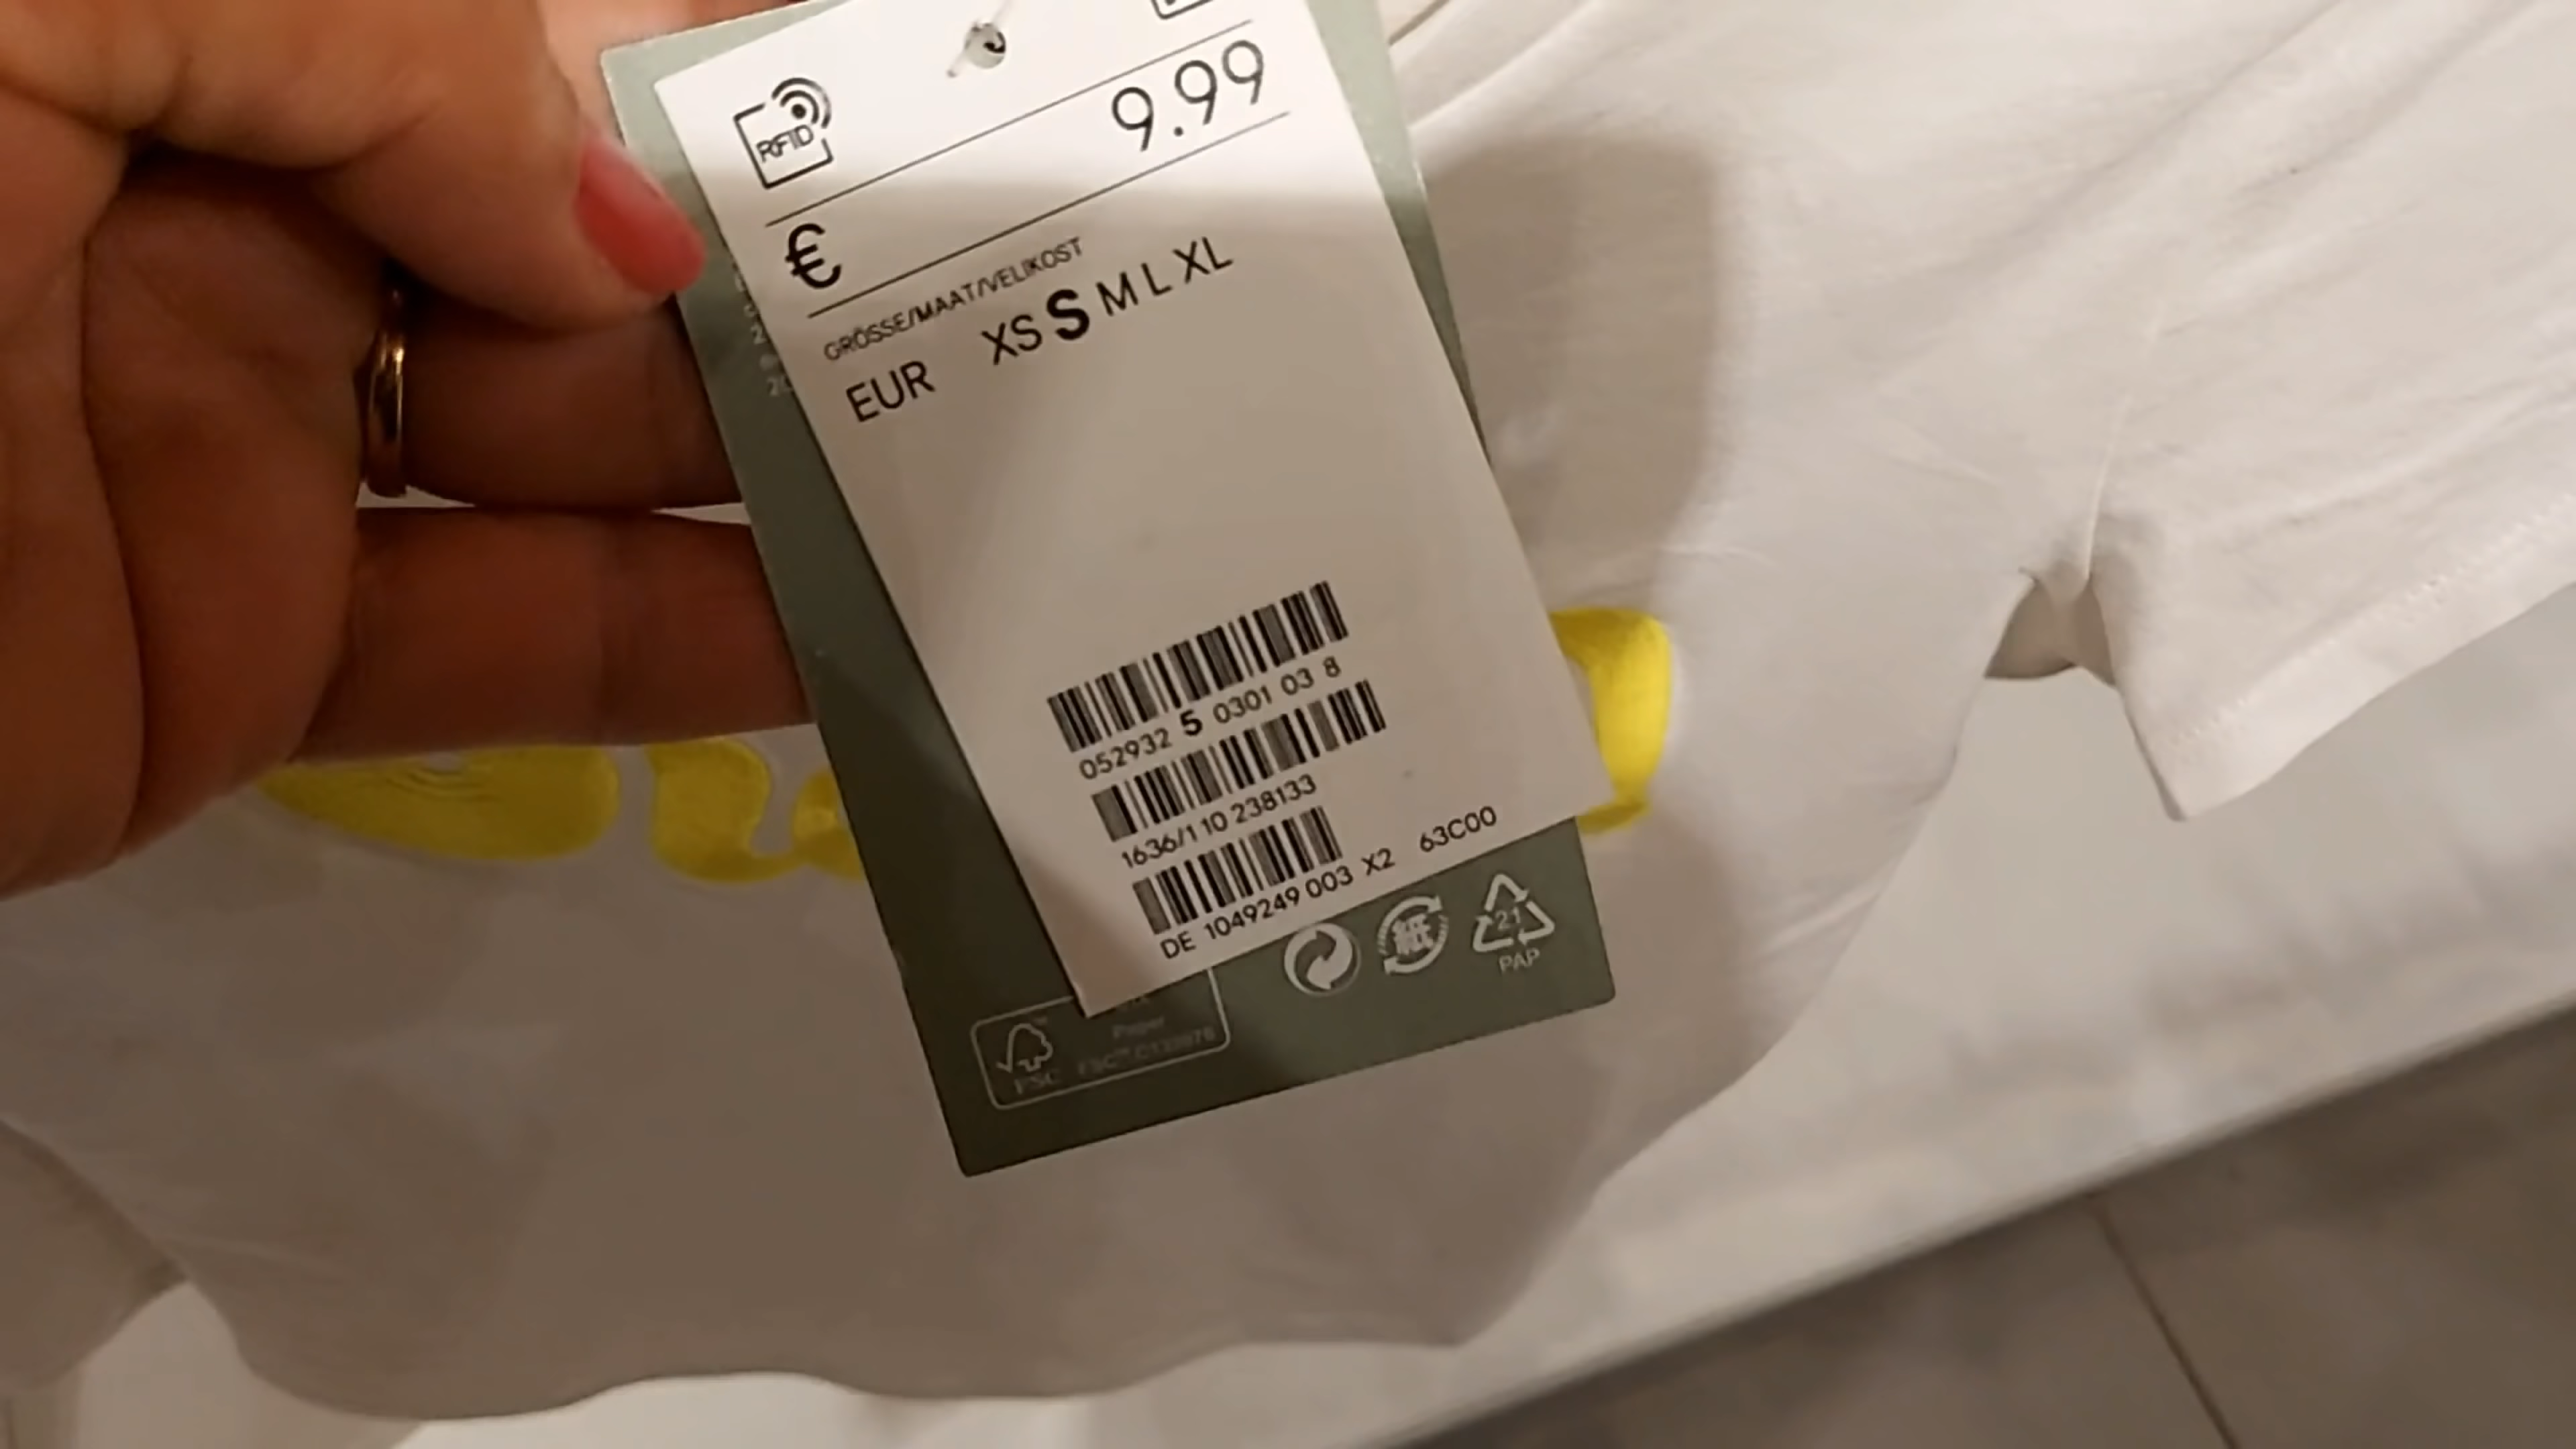 RFID
9.99
€
GRÖSSE/MAAT/VELIKOST
EUR XS S M L XL
052932 5 0301 03 8
1636/1 10 238133
DE 1049249 003 X2 63C00
紙
21
PAP
FSC
Paper